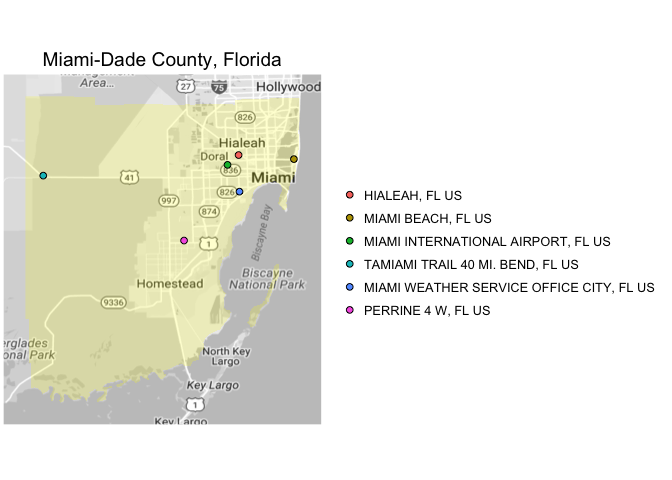 Miami-Dade County, Florida
Management
Area...
27
75
Hollywood
826
Hialeah
Doral
836
41
Miami
997
826
874
Biscayne Bay
1
Biscayne
National Park
Homestead
9336
erglades
onal Park
North Key
Largo
Key Largo
1
Key Largo
HIALEAH, FL US
MIAMI BEACH, FL US
MIAMI INTERNATIONAL AIRPORT, FL US
TAMIAMI TRAIL 40 MI. BEND, FL US
MIAMI WEATHER SERVICE OFFICE CITY, FL US
PERRINE 4 W, FL US